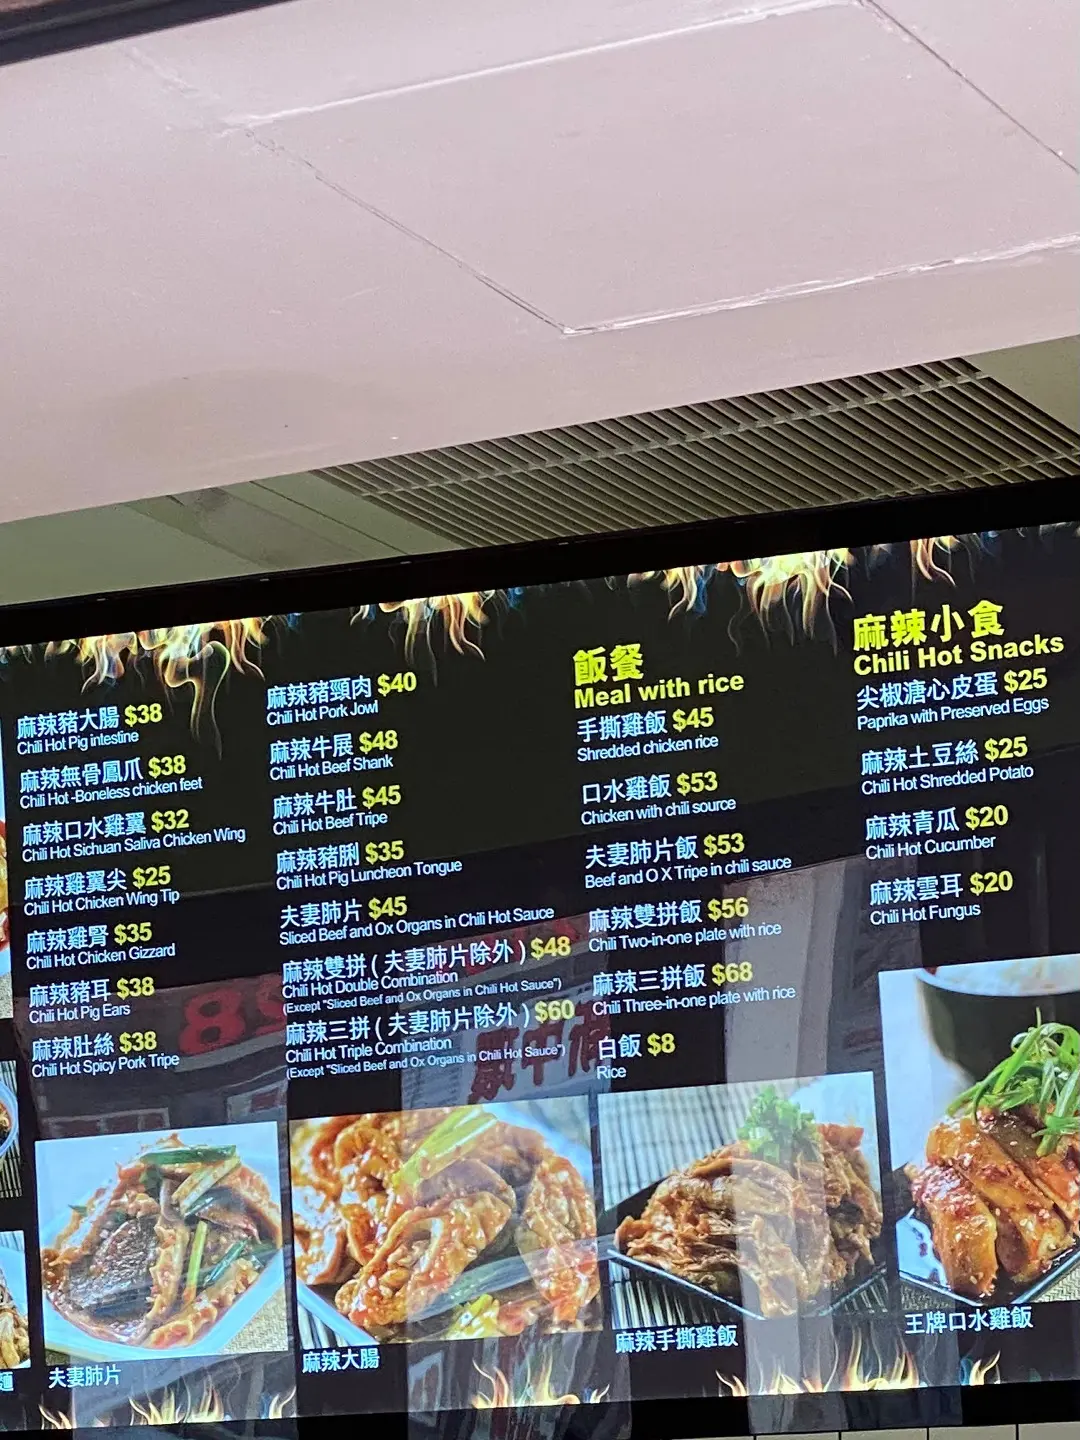 麻辣豬大腸 $38
Chili Hot Pig intestine
麻辣無骨鳳爪 $38
Chili Hot -Boneless chicken feet
麻辣口水雞翼 $32
Chili Hot Sichuan Saliva Chicken Wing
麻辣雞翼尖 $25
Chili Hot Chicken Wing Tip
麻辣雞腎 $35
Chili Hot Chicken Gizzard
麻辣豬耳 $38
Chili Hot Pig Ears
麻辣肚絲 $38
Chili Hot Spicy Pork Tripe
麻辣豬頸肉 $40
Chili Hot Pork Jowl
麻辣牛展 $48
Chili Hot Beef Shank
麻辣牛肚 $45
Chili Hot Beef Tripe
麻辣豬脷 $35
Chili Hot Pig Luncheon Tongue
夫妻肺片 $45
Sliced Beef and Ox Organs in Chili Hot Sauce
麻辣雙拼 ( 夫妻肺片除外 ) $48
Chili Hot Double Combination
(Except "Sliced Beef and Ox Organs in Chili Hot Sauce")
麻辣三拼 ( 夫妻肺片除外 ) $60
Chili Hot Triple Combination
(Except "Sliced Beef and Ox Organs in Chili Hot Sauce")
飯餐
Meal with rice
手撕雞飯 $45
Shredded chicken rice
口水雞飯 $53
Chicken with chili source
夫妻肺片飯 $53
Beef and O X Tripe in chili sauce
麻辣雙拼飯 $56
Chili Two-in-one plate with rice
麻辣三拼飯 $68
Chili Three-in-one plate with rice
白飯 $8
Rice
麻辣小食
Chili Hot Snacks
尖椒溏心皮蛋 $25
Paprika with Preserved Eggs
麻辣土豆絲 $25
Chili Hot Shredded Potato
麻辣青瓜 $20
Chili Hot Cucumber
麻辣雲耳 $20
Chili Hot Fungus
麵
夫妻肺片
麻辣大腸
麻辣手撕雞飯
王牌口水雞飯